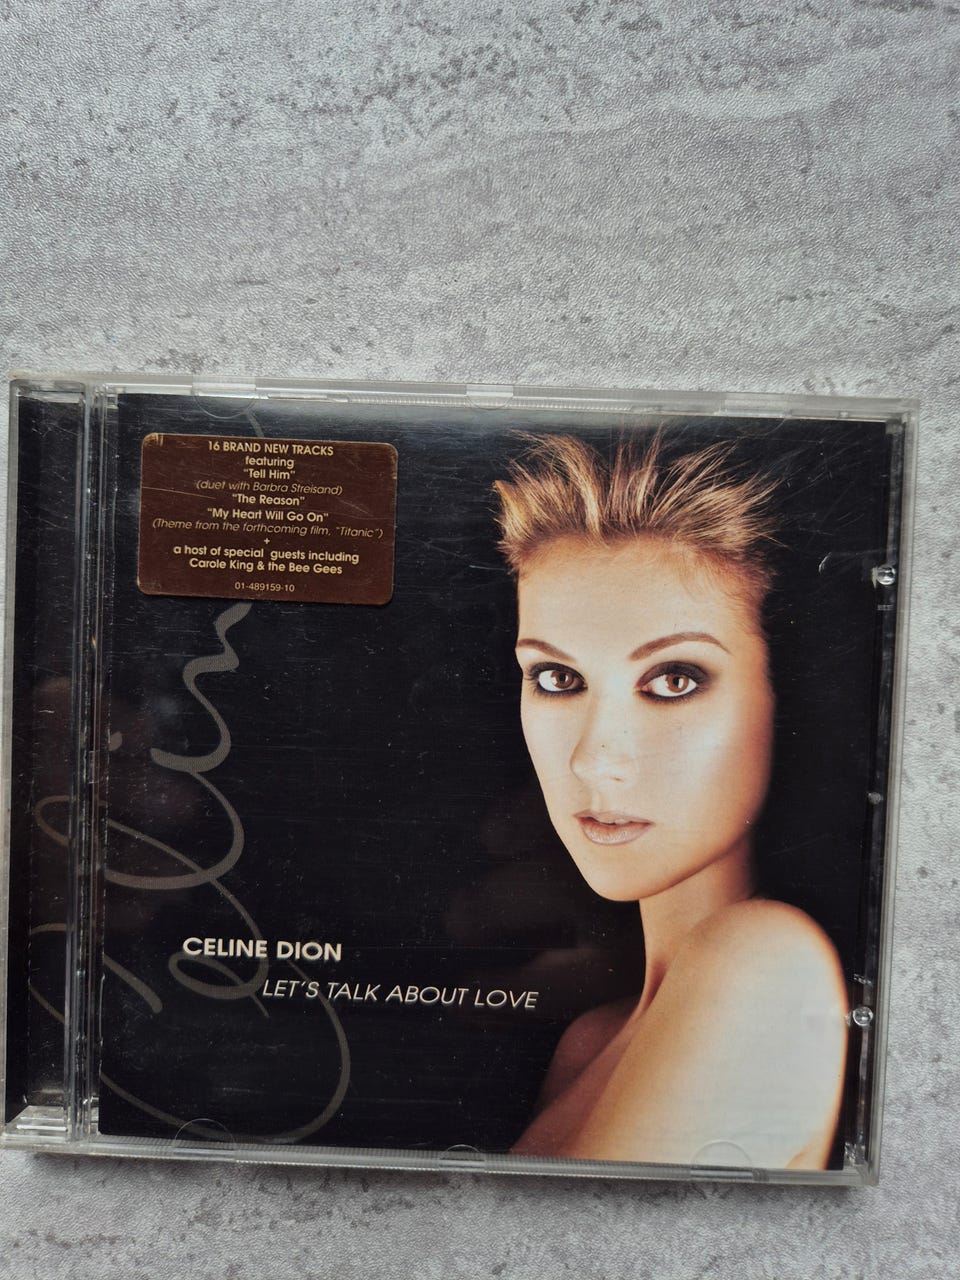 16 BRAND NEW TRACKS
featuring
"Tell Him"
(duet with Barbra Streisand)
"The Reason"
"My Heart Will Go On"
(Theme from the forthcoming film, "Titanic")
+
a host of special guests including
Carole King & the Bee Gees
01-489159-10
Celine
CELINE DION
LET'S TALK ABOUT LOVE